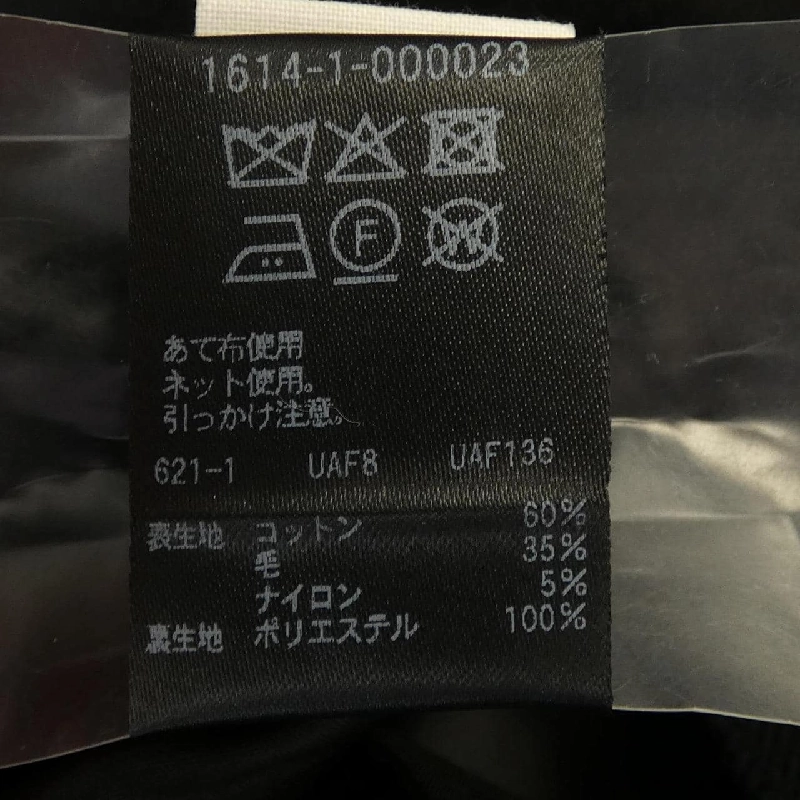 1614-1-000023
F
W
あて布使用
ネット使用。
引っかけ注意。
621-1 UAF8 UAF136
表生地 コットン 60%
毛 35%
ナイロン 5%
裏生地 ポリエステル 100%